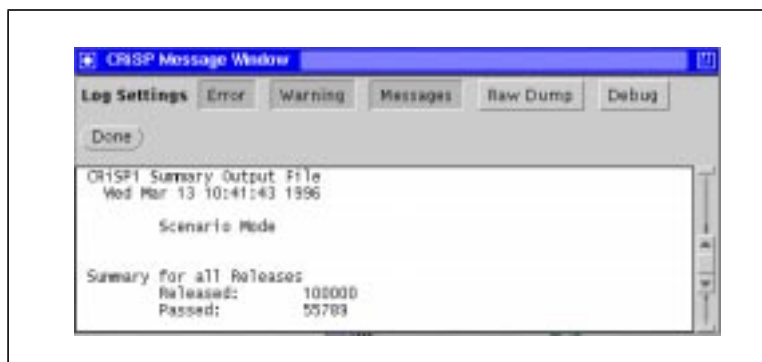 CRiSP Message Window
Log Settings Error Warning Messages Raw Dump Debug
Done
CRiSP1 Summary Output File
Wed Mar 13 10:41:43 1996
Scenario Mode
Summary for all Releases
Released: 100000
Passed: 55789